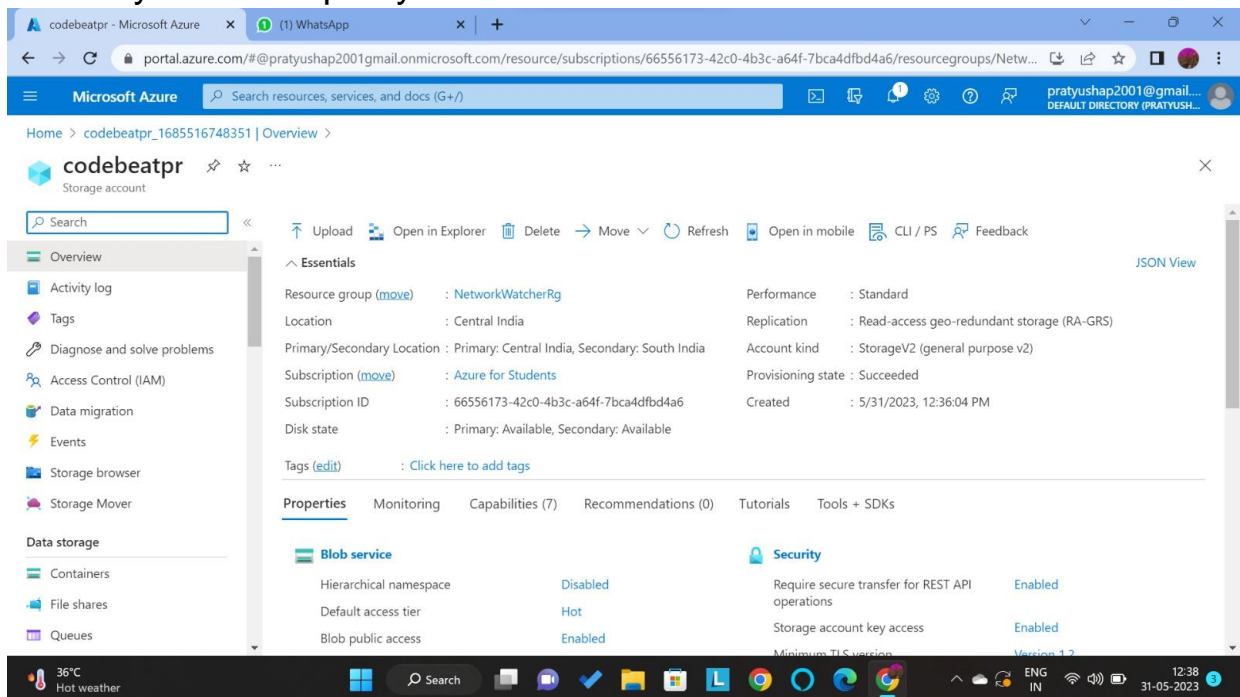 codebeatpr - Microsoft Azure
(1) WhatsApp
portal.azure.com/#@pratyushap2001gmail.onmicrosoft.com/resource/subscriptions/66556173-42c0-4b3c-a64f-7bca4dfbd4a6/resourcegroups/Netw...
Microsoft Azure
Search resources, services, and docs (G+/)
1
pratyushap2001@gmail....
DEFAULT DIRECTORY (PRATYUSH...
Home > codebeatpr_1685516748351 | Overview >
codebeatpr
Storage account
Search
Upload Open in Explorer Delete Move Refresh Open in mobile CLI / PS Feedback
Overview
Activity log
Tags
Diagnose and solve problems
Access Control (IAM)
Data migration
Events
Storage browser
Storage Mover
Data storage
Containers
File shares
Queues
Essentials
JSON View
Resource group (move) : NetworkWatcherRg
Location : Central India
Primary/Secondary Location : Primary: Central India, Secondary: South India
Subscription (move) : Azure for Students
Subscription ID : 66556173-42c0-4b3c-a64f-7bca4dfbd4a6
Disk state : Primary: Available, Secondary: Available
Performance : Standard
Replication : Read-access geo-redundant storage (RA-GRS)
Account kind : StorageV2 (general purpose v2)
Provisioning state : Succeeded
Created : 5/31/2023, 12:36:04 PM
Tags (edit) : Click here to add tags
Properties Monitoring Capabilities (7) Recommendations (0) Tutorials Tools + SDKs
Blob service
Hierarchical namespace Disabled
Default access tier Hot
Blob public access Enabled
Security
Require secure transfer for REST API operations Enabled
Storage account key access Enabled
Minimum TLS version Version 1.2
36°C
Hot weather
Search
ENG
IN
12:38
31-05-2023
3